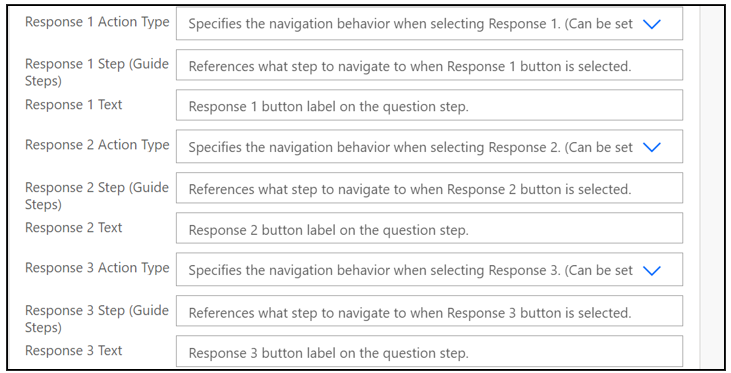 Response 1 Action Type Specifies the navigation behavior when selecting Response 1. (Can be set
Response 1 Step (Guide Steps) References what step to navigate to when Response 1 button is selected.
Response 1 Text Response 1 button label on the question step.
Response 2 Action Type Specifies the navigation behavior when selecting Response 2. (Can be set
Response 2 Step (Guide Steps) References what step to navigate to when Response 2 button is selected.
Response 2 Text Response 2 button label on the question step.
Response 3 Action Type Specifies the navigation behavior when selecting Response 3. (Can be set
Response 3 Step (Guide Steps) References what step to navigate to when Response 3 button is selected.
Response 3 Text Response 3 button label on the question step.